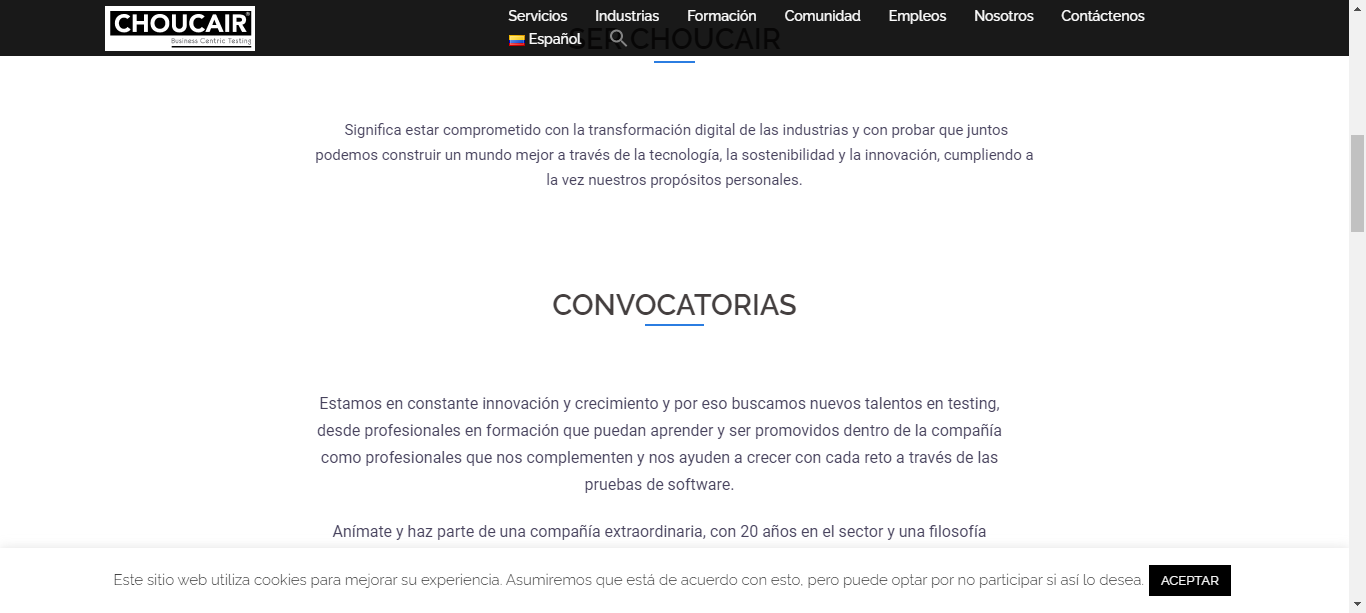 CHOUCAIR®
Business Centric Testing
Servicios Industrias Formación Comunidad Empleos Nosotros Contáctenos
Español
SER CHOUCAIR
Significa estar comprometido con la transformación digital de las industrias y con probar que juntos
podemos construir un mundo mejor a través de la tecnología, la sostenibilidad y la innovación, cumpliendo a
la vez nuestros propósitos personales.
CONVOCATORIAS
Estamos en constante innovación y crecimiento y por eso buscamos nuevos talentos en testing,
desde profesionales en formación que puedan aprender y ser promovidos dentro de la compañía
como profesionales que nos complementen y nos ayuden a crecer con cada reto a través de las
pruebas de software.
Anímate y haz parte de una compañía extraordinaria, con 20 años en el sector y una filosofía
Este sitio web utiliza cookies para mejorar su experiencia. Asumiremos que está de acuerdo con esto, pero puede optar por no participar si así lo desea. ACEPTAR